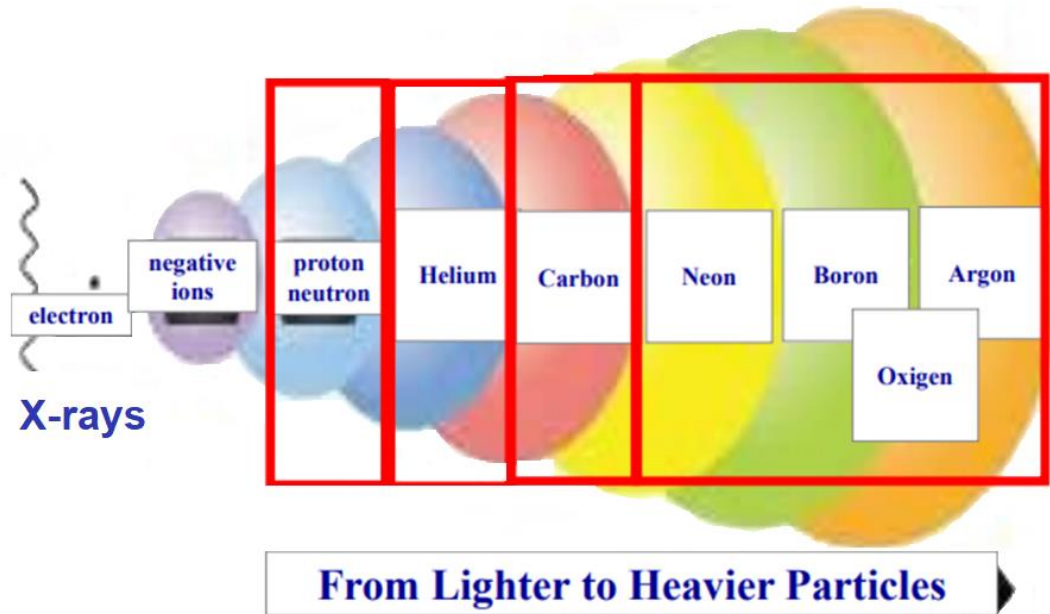 electron
X-rays
negative
ions
proton
neutron
Helium
Carbon
Neon
Boron
Argon
Oxigen
From Lighter to Heavier Particles